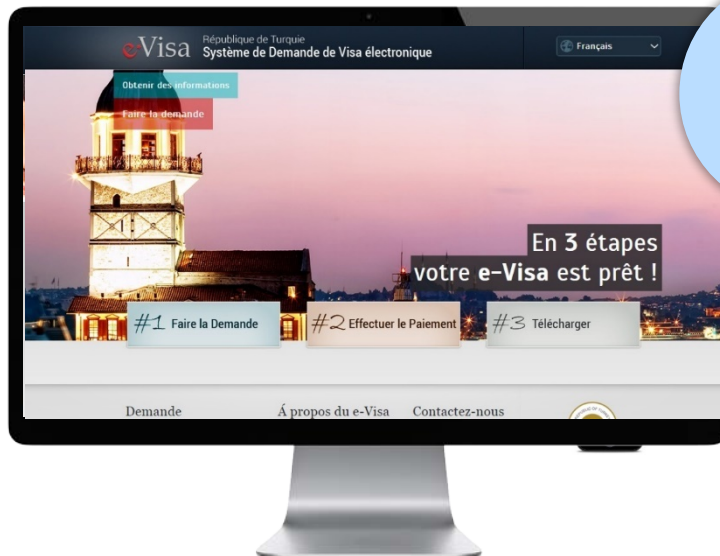 e-Visa
République de Turquie
Système de Demande de Visa électronique
Français
Obtenir des informations
Faire la demande
En 3 étapes
votre e-Visa est prêt !
#1 Faire la Demande
#2 Effectuer le Paiement
#3 Télécharger
Demande
Á propos du e-Visa
Contactez-nous